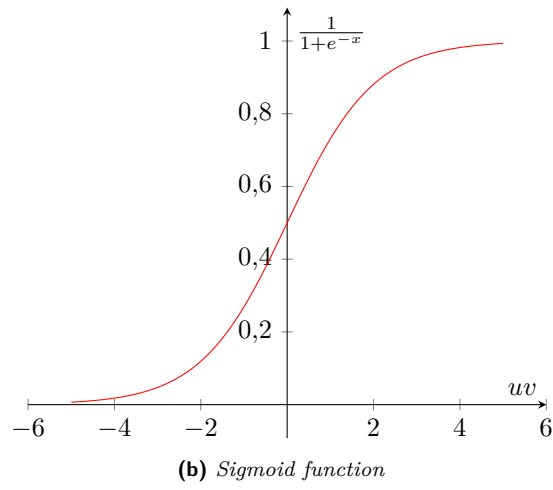 1 \frac{1}{1+e^{-x}}
0,8
0,6
0,4
0,2
uv
−6 −4 −2 2 4 6
(b) Sigmoid function